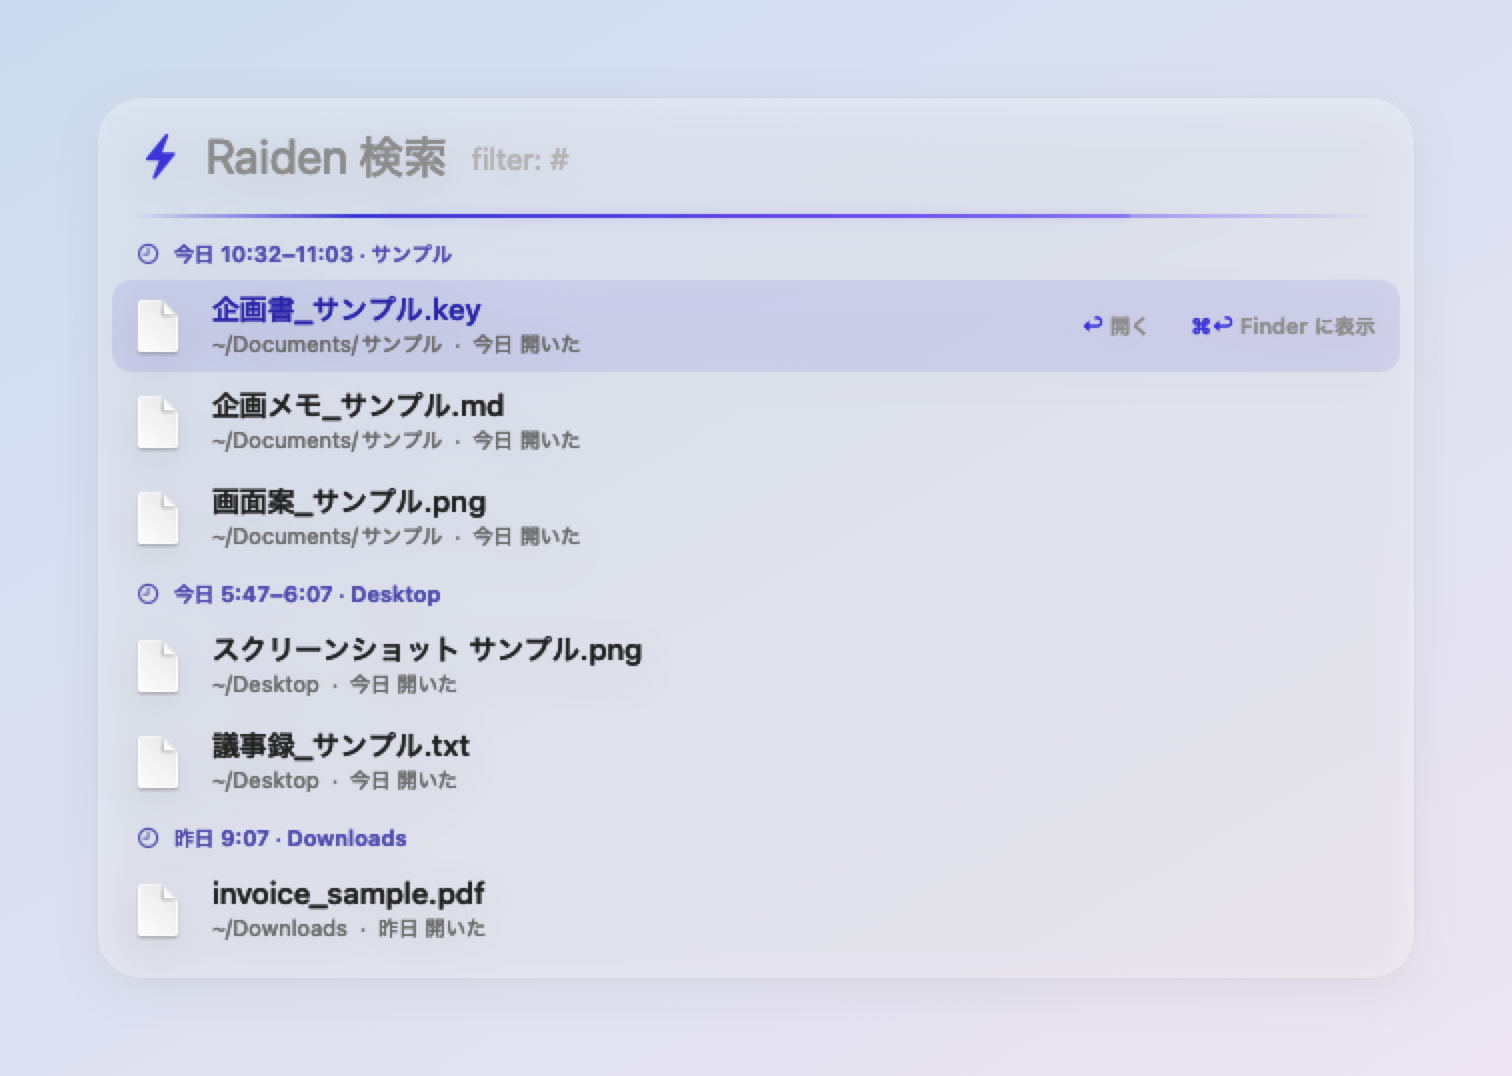 Raiden 検索 filter: #
今日 10:32–11:03 · サンプル
企画書_サンプル.key
~/Documents/サンプル · 今日 開いた
↩ 開く ⌘↩ Finder に表示
企画メモ_サンプル.md
~/Documents/サンプル · 今日 開いた
画面案_サンプル.png
~/Documents/サンプル · 今日 開いた
今日 5:47–6:07 · Desktop
スクリーンショット サンプル.png
~/Desktop · 今日 開いた
議事録_サンプル.txt
~/Desktop · 今日 開いた
昨日 9:07 · Downloads
invoice_sample.pdf
~/Downloads · 昨日 開いた